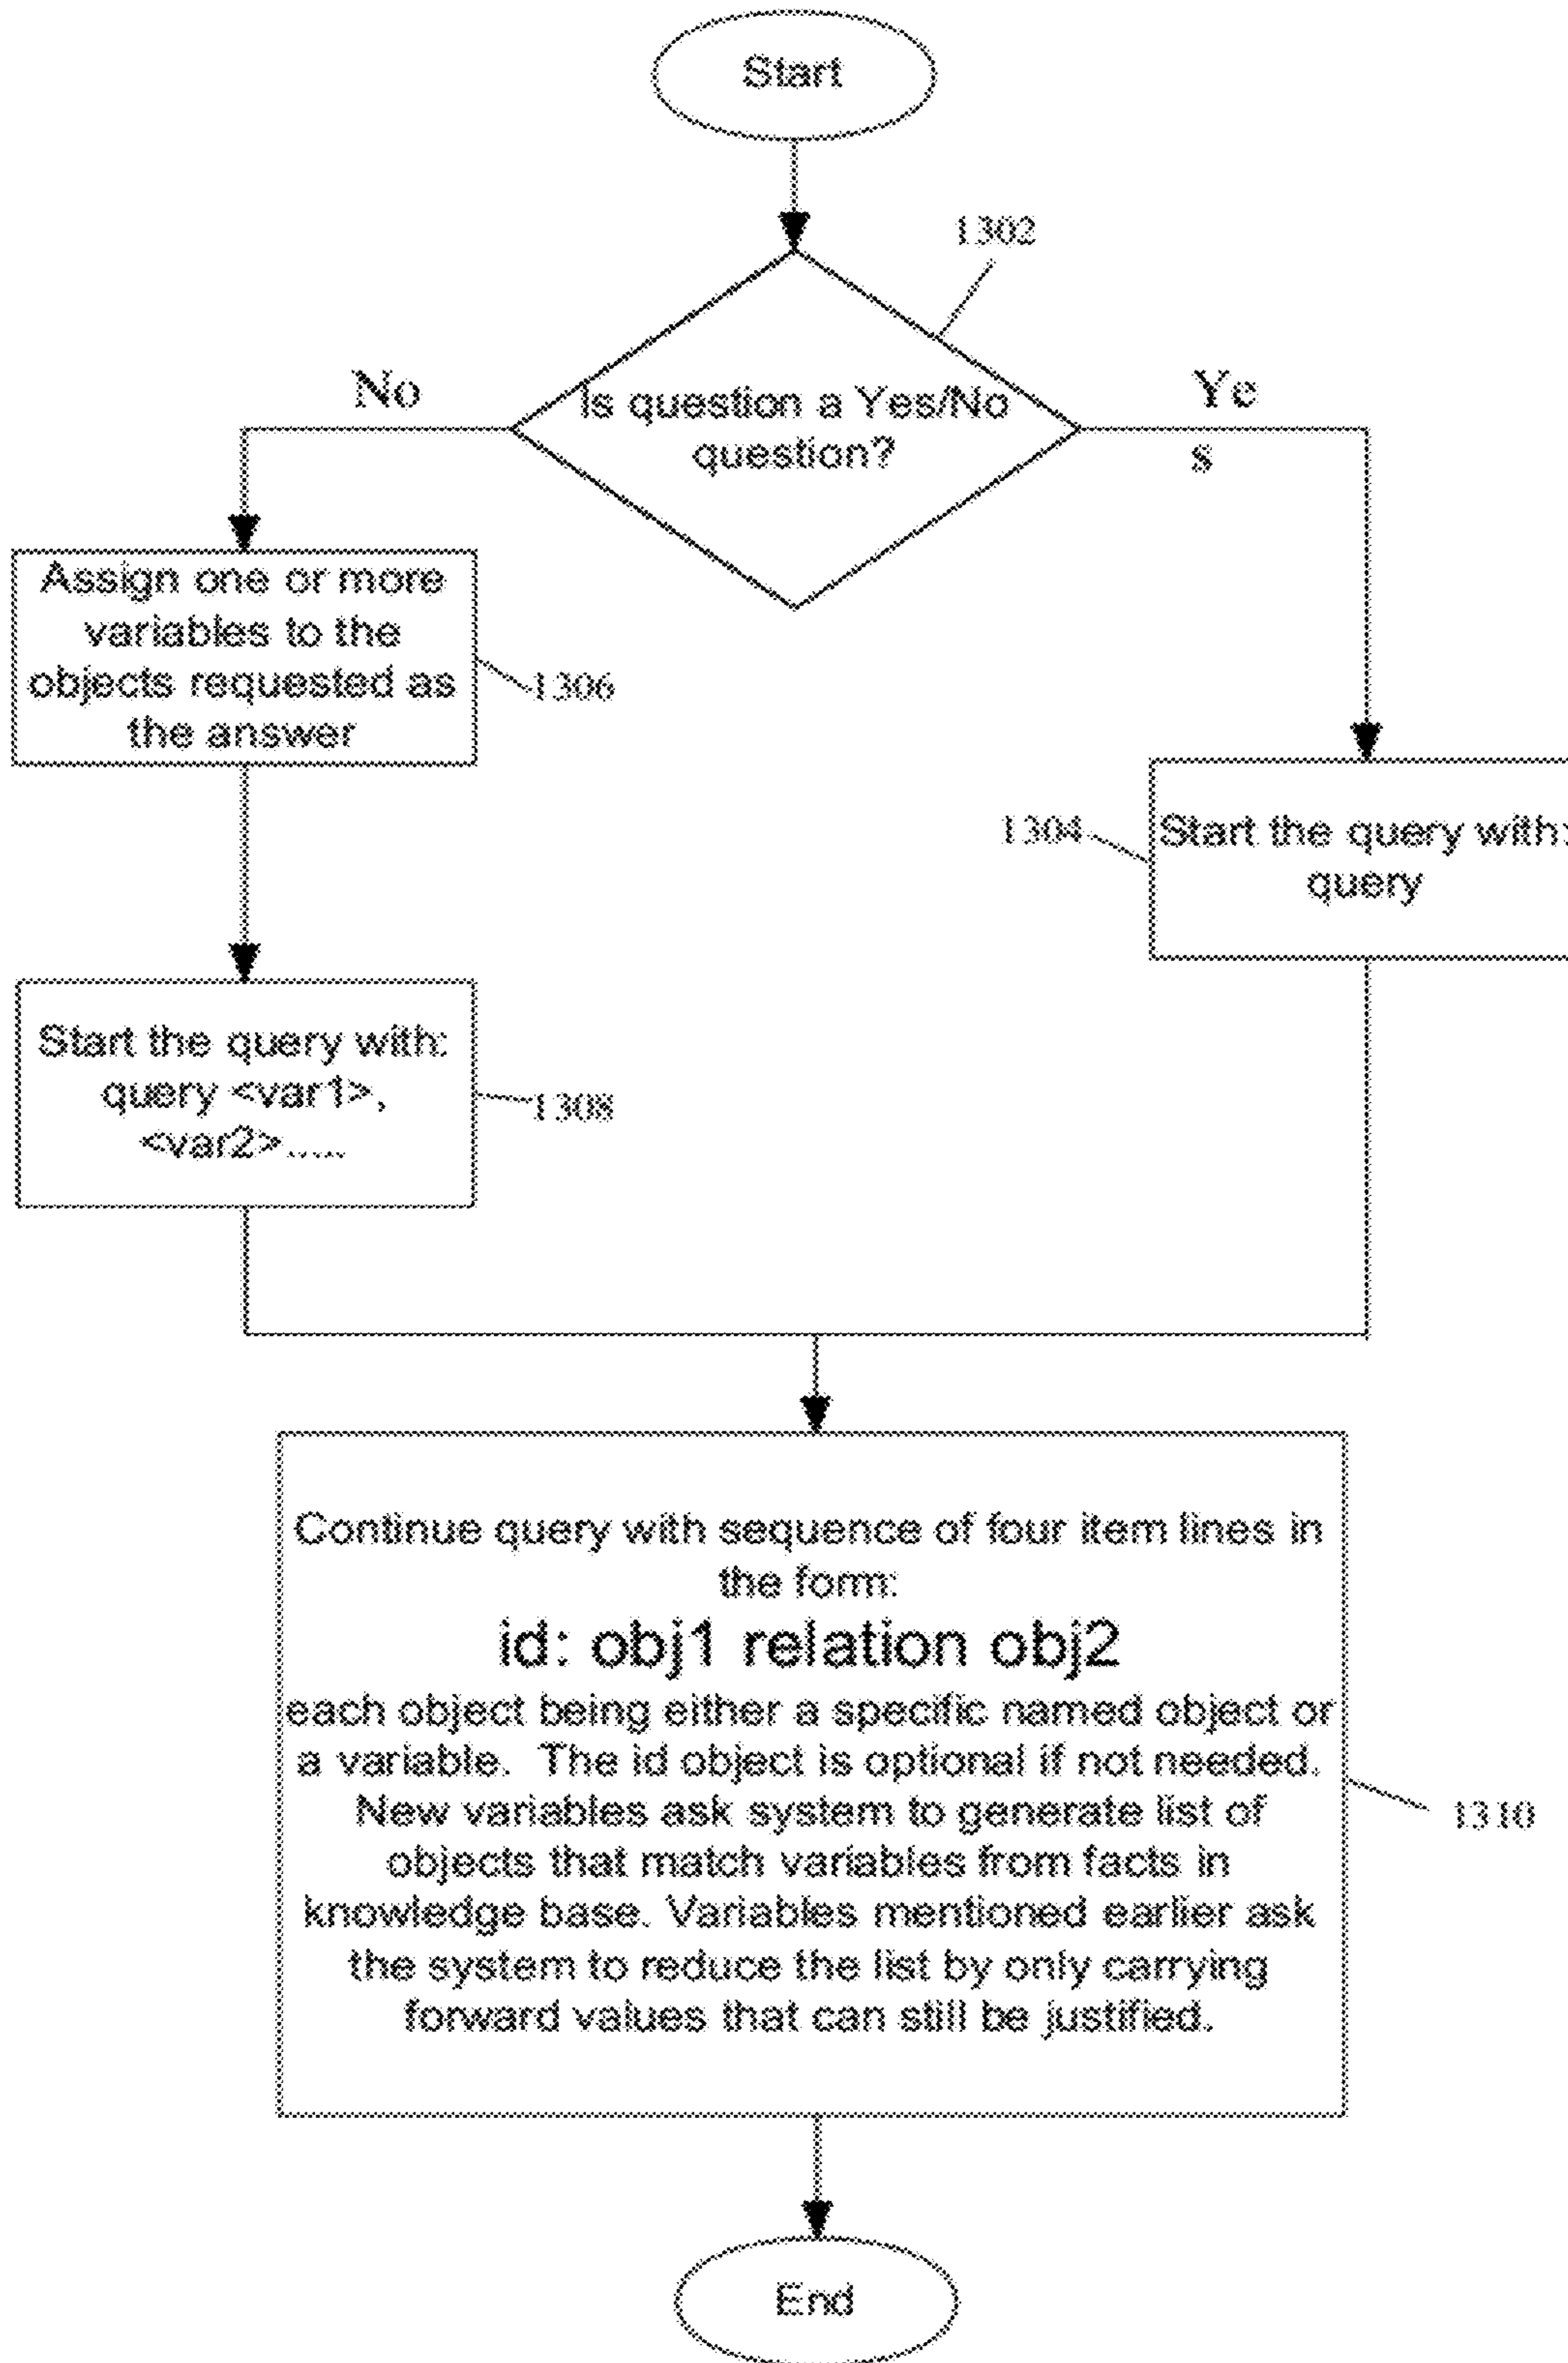 Start
1302
No
Ye
s
Is question a Yes/No
question?
Assign one or more
variables to the
objects requested as
the answer
1306
1304
Start the query with:
query
Start the query with:
query <var1>,
<var2>.....
1308
Continue query with sequence of four item lines in
the form:
id: obj1 relation obj2
each object being either a specific named object or
a variable. The id object is optional if not needed.
New variables ask system to generate list of
objects that match variables from facts in
knowledge base. Variables mentioned earlier ask
the system to reduce the list by only carrying
forward values that can still be justified.
1310
End